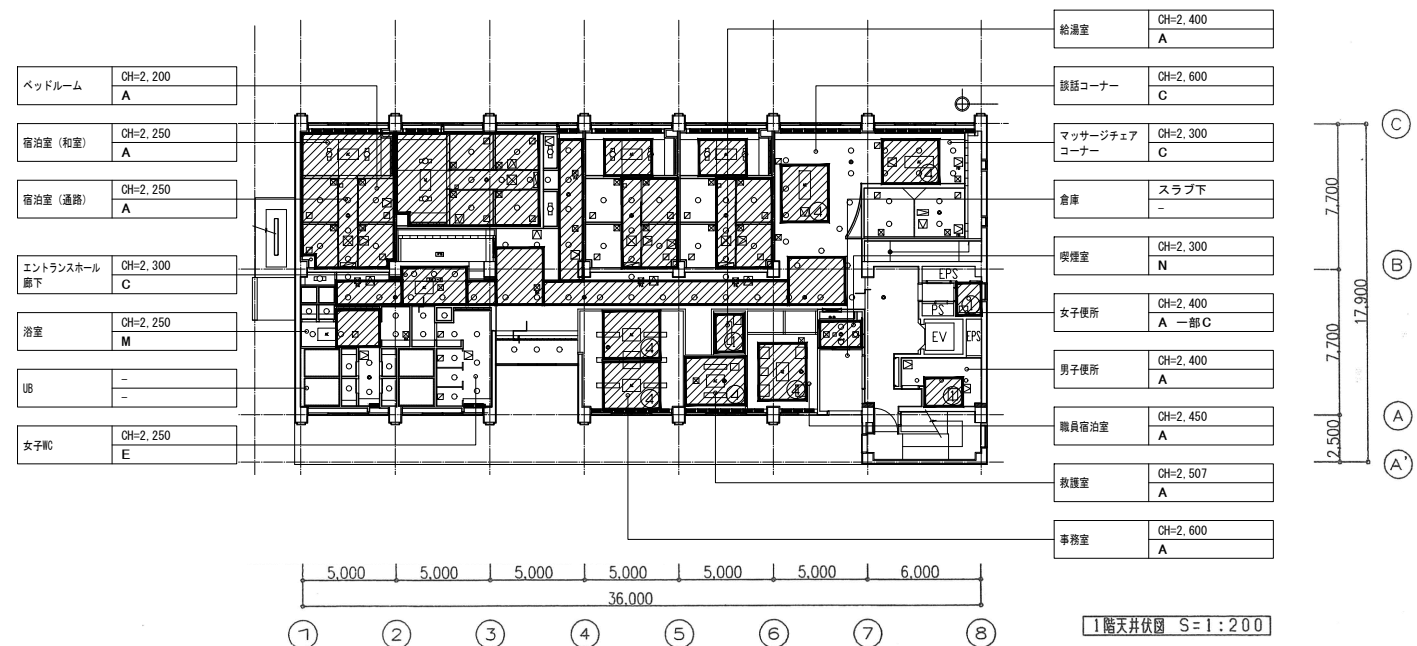 ベッドルーム
CH=2,200
A
宿泊室（和室）
CH=2,250
A
宿泊室（通路）
CH=2,250
A
エントランスホール
廊下
CH=2,300
C
浴室
CH=2,250
M
UB
-
-
女子WC
CH=2,250
E
給湯室
CH=2,400
A
談話コーナー
CH=2,600
C
マッサージチェア
コーナー
CH=2,300
C
倉庫
スラブ下
-
喫煙室
CH=2,300
N
女子便所
CH=2,400
A 一部C
男子便所
CH=2,400
A
職員宿泊室
CH=2,450
A
救護室
CH=2,507
A
事務室
CH=2,600
A
EPS
PS
EV
EPS
④
④
④
④
④
④
C
B
A
A'
7,700
7,700
2,500
17,900
5,000
5,000
5,000
5,000
5,000
5,000
6,000
36,000
1
2
3
4
5
6
7
8
1階天井伏図 S=1:200